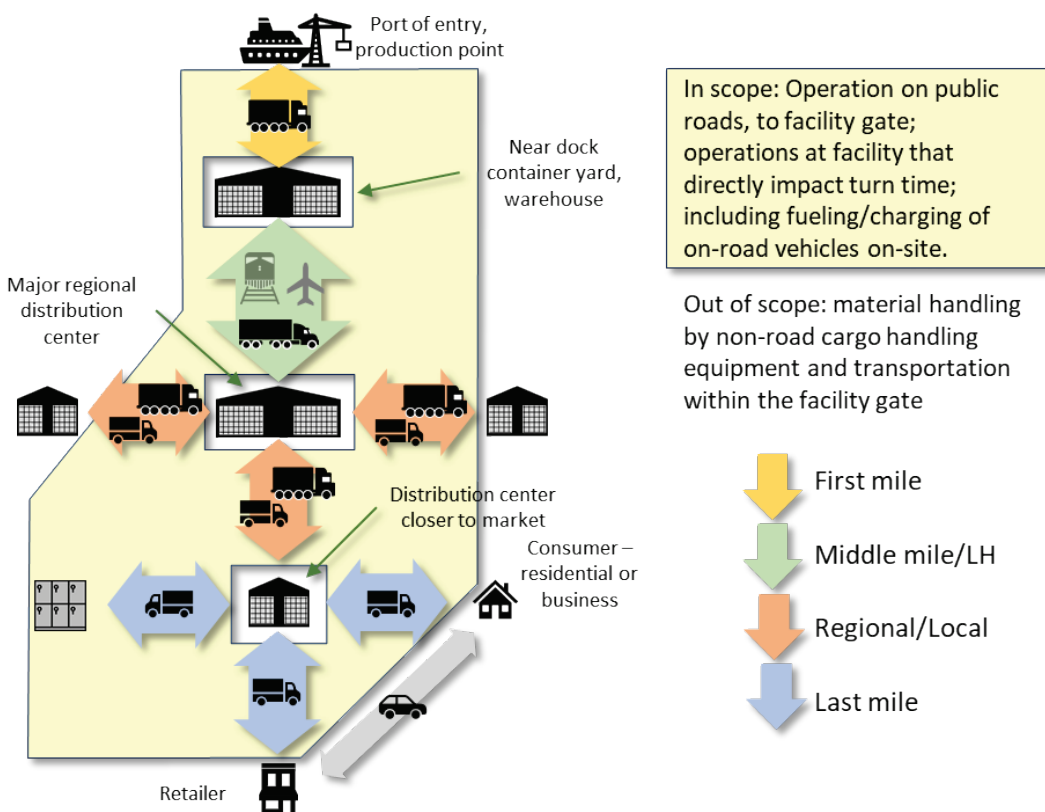 Port of entry,
production point
Near dock
container yard,
warehouse
Major regional
distribution
center
Distribution center
closer to market
Consumer –
residential or
business
Retailer
In scope: Operation on public
roads, to facility gate;
operations at facility that
directly impact turn time;
including fueling/charging of
on-road vehicles on-site.
Out of scope: material handling
by non-road cargo handling
equipment and transportation
within the facility gate
First mile
Middle mile/LH
Regional/Local
Last mile